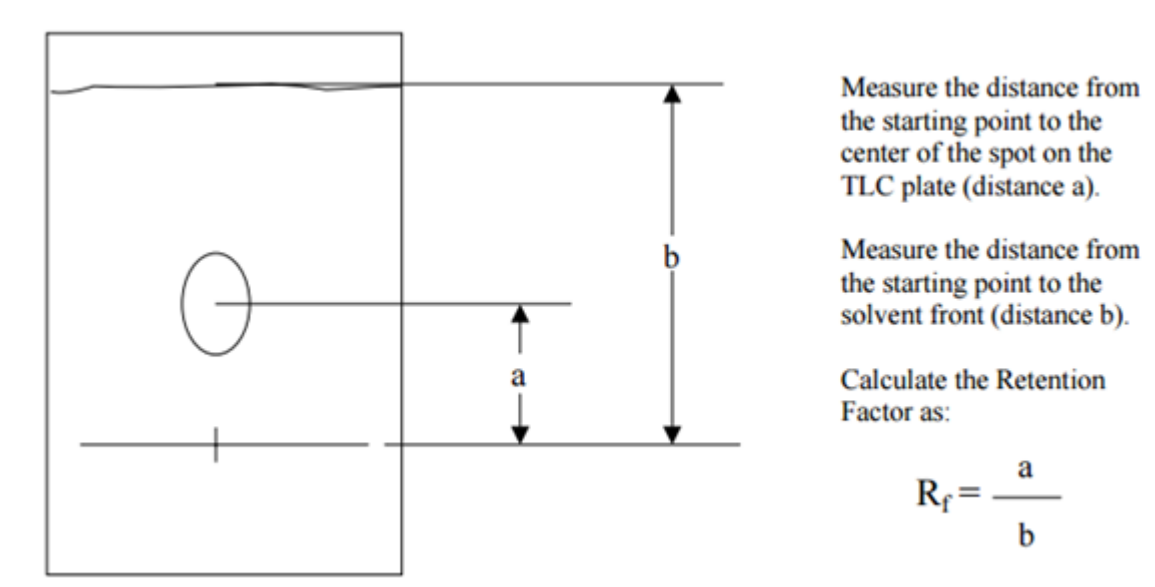 Measure the distance from
the starting point to the
center of the spot on the
TLC plate (distance a).
Measure the distance from
the starting point to the
solvent front (distance b).
Calculate the Retention
Factor as:
Rf = a
b
b
a